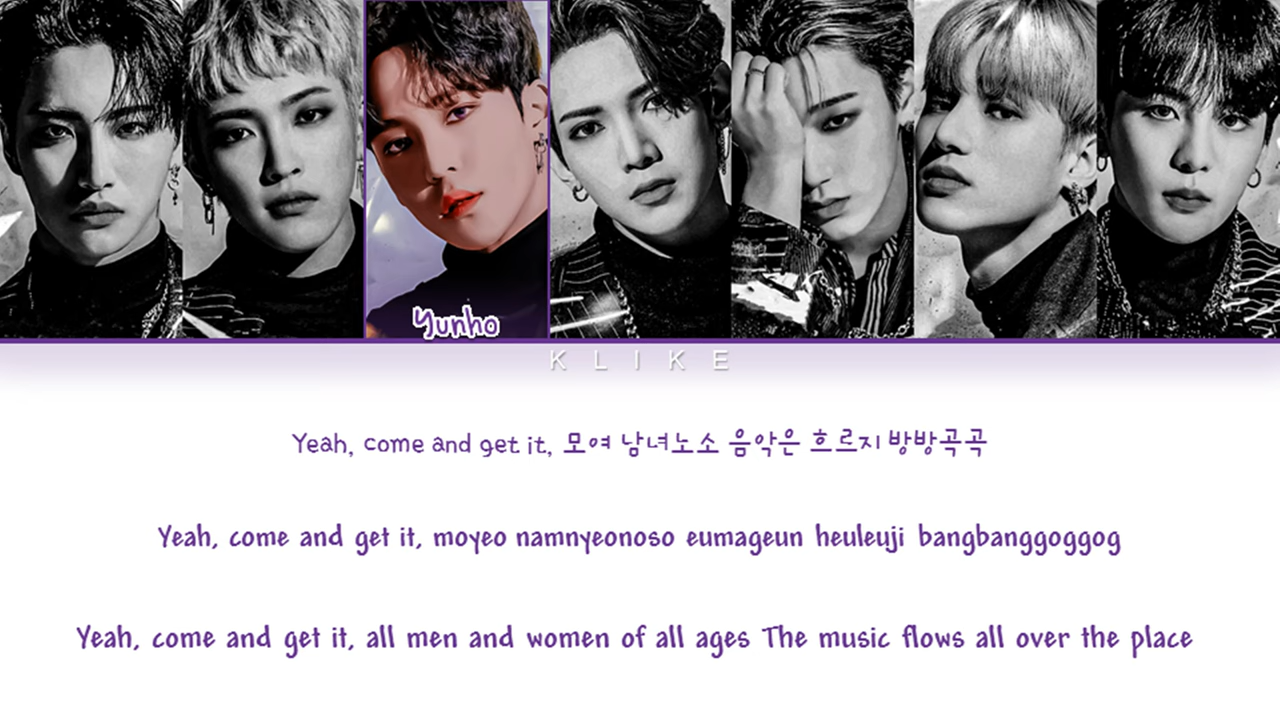 Yunho
K L I K E
Yeah, come and get it, 모여 남녀노소 음악은 흐르지 방방곡곡
Yeah, come and get it, moyeo namnyeonoso eumageun heuleuji bangbanggoggog
Yeah, come and get it, all men and women of all ages The music flows all over the place